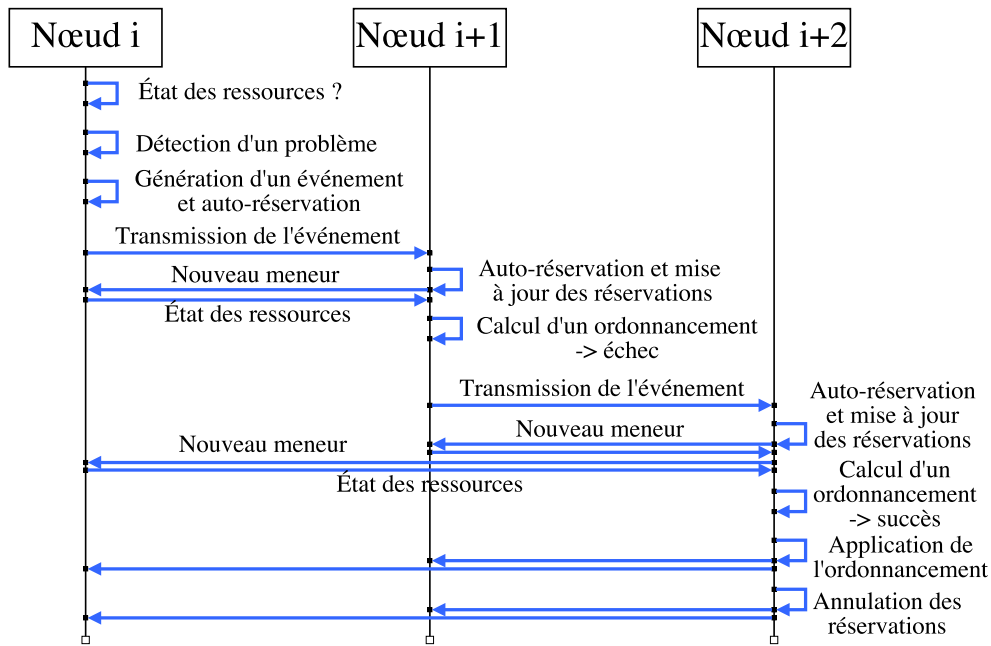 Nœud i
Nœud i+1
Nœud i+2
État des ressources ?
Détection d'un problème
Génération d'un événement
et auto-réservation
Transmission de l'événement
Nouveau meneur
Auto-réservation et mise
à jour des réservations
État des ressources
Calcul d'un ordonnancement
-> échec
Transmission de l'événement
Auto-réservation
et mise à jour
des réservations
Nouveau meneur
Nouveau meneur
État des ressources
Calcul d'un
ordonnancement
-> succès
Application de
l'ordonnancement
Annulation des
réservations